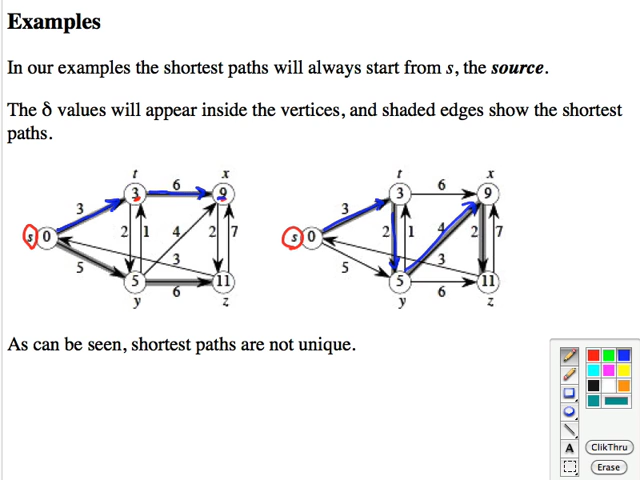 Examples
In our examples the shortest paths will always start from s, the source.
The δ values will appear inside the vertices, and shaded edges show the shortest
paths.
t x t x
6 6
3 9 3 9
3 3
s 0 2 1 4 2 7 s 0 2 1 4 2 7
5 3 5 3
5 11 5 11
6 6
y z y z
As can be seen, shortest paths are not unique.
A
ClikThru
Erase